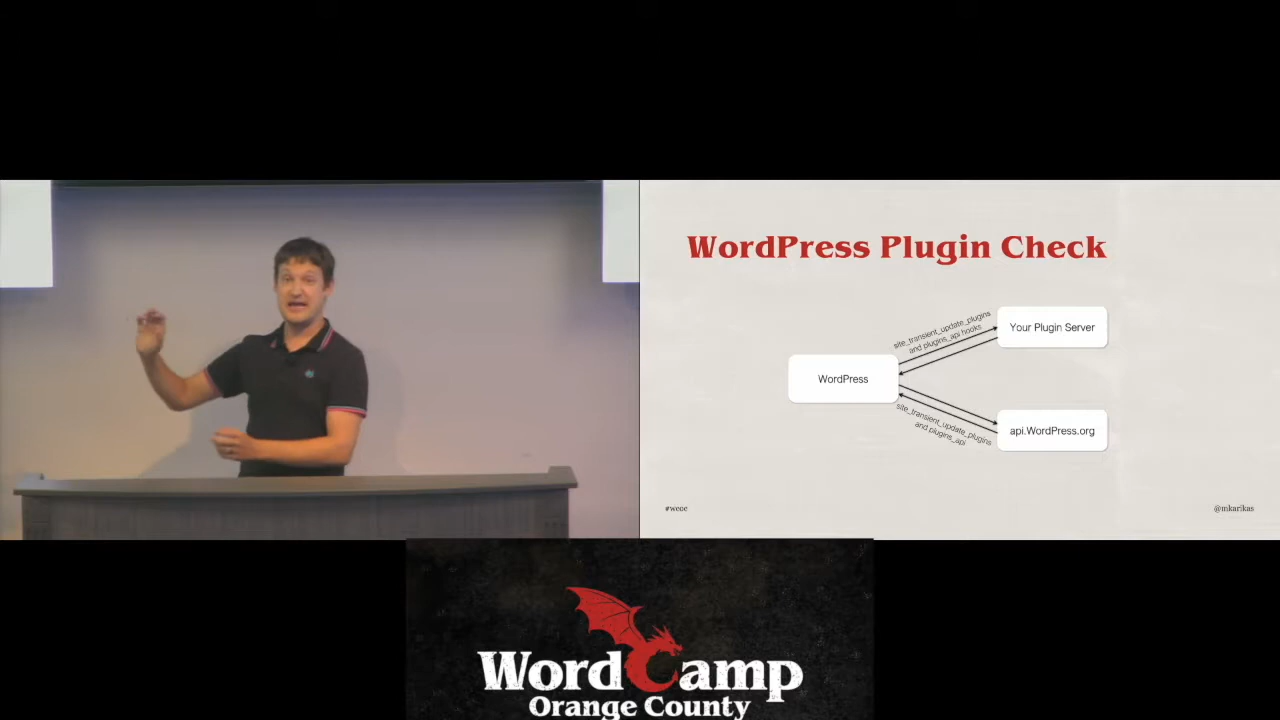 WordPress Plugin Check
site_transient_update_plugins
and plugins_api hooks
Your Plugin Server
WordPress
site_transient_update_plugins
and plugins_api
api.WordPress.org
#wcoc
@mkarlkas
WordCamp
Orange County